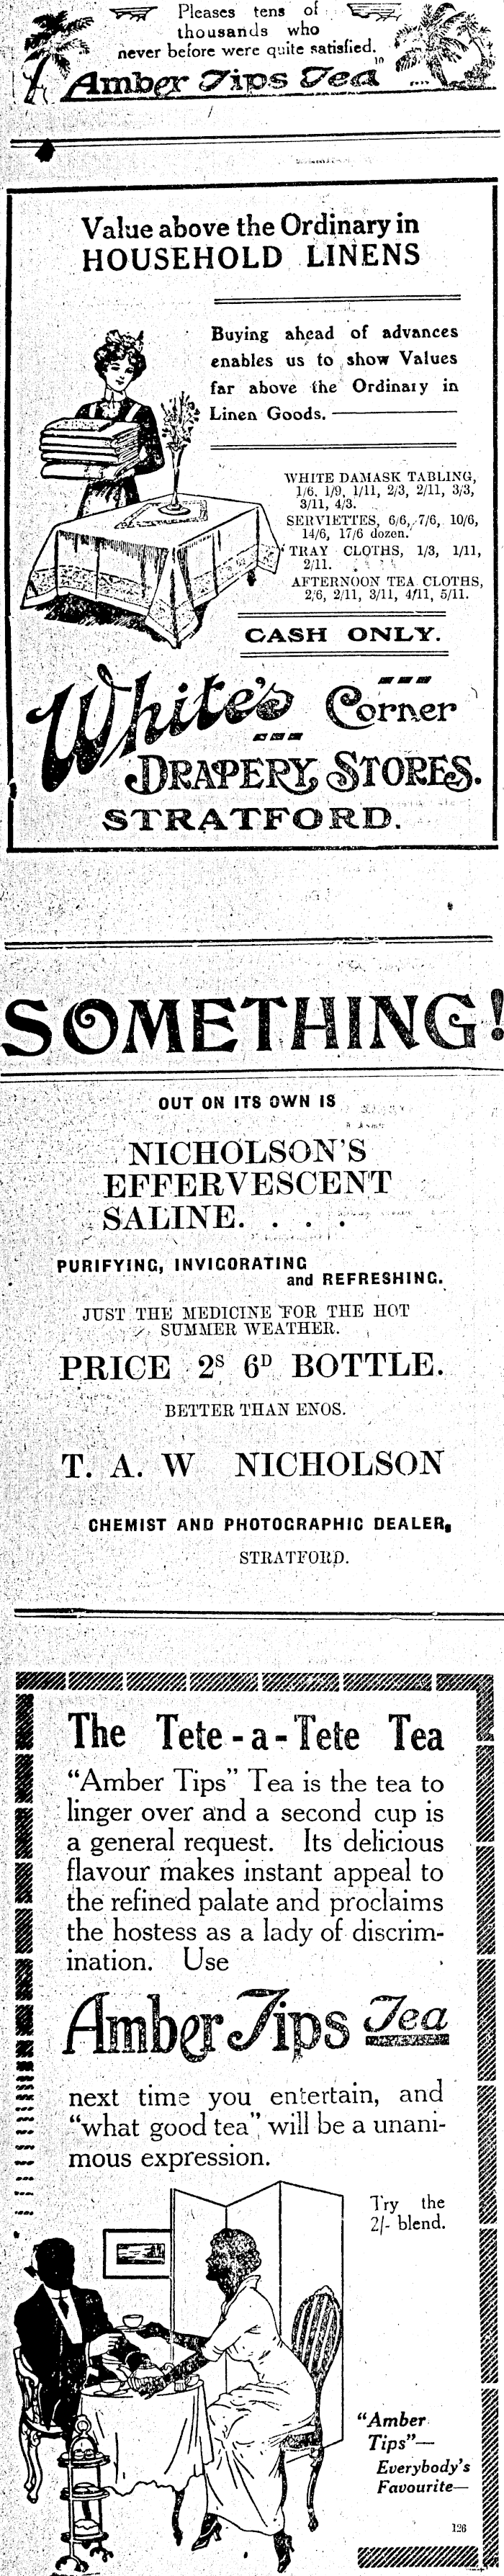 Pleases tens of
thousands who
never before were quite satisfied.
10
Amber Tips Tea
Value above the Ordinary in
HOUSEHOLD LINENS
Buying ahead of advances
enables us to show Values
far above the Ordinary in
Linen Goods.
WHITE DAMASK TABLING,
1/6, 1/9, 1/11, 2/3, 2/11, 3/3,
3/11, 4/3.
SERVIETTES, 6/6, 7/6, 10/6,
14/6, 17/6 dozen.
TRAY CLOTHS, 1/3, 1/11,
2/11.
AFTERNOON TEA CLOTHS,
2/6, 2/11, 3/11, 4/11, 5/11.
CASH ONLY.
White's Corner
DRAPERY STORES.
STRATFORD.
SOMETHING!
OUT ON ITS OWN IS
NICHOLSON'S
EFFERVESCENT
SALINE. . . .
PURIFYING, INVIGORATING
and REFRESHING.
JUST THE MEDICINE FOR THE HOT
SUMMER WEATHER.
PRICE 2S 6D BOTTLE.
BETTER THAN ENOS.
T. A. W NICHOLSON
CHEMIST AND PHOTOGRAPHIC DEALER,
STRATFORD.
The Tete-a-Tete Tea
"Amber Tips" Tea is the tea to
linger over and a second cup is
a general request. Its delicious
flavour makes instant appeal to
the refined palate and proclaims
the hostess as a lady of discrim-
ination. Use
Amber Tips Tea
next time you entertain, and
"what good tea" will be a unani-
mous expression.
Try the
2/- blend.
"Amber
Tips"—
Everybody's
Favourite—
126